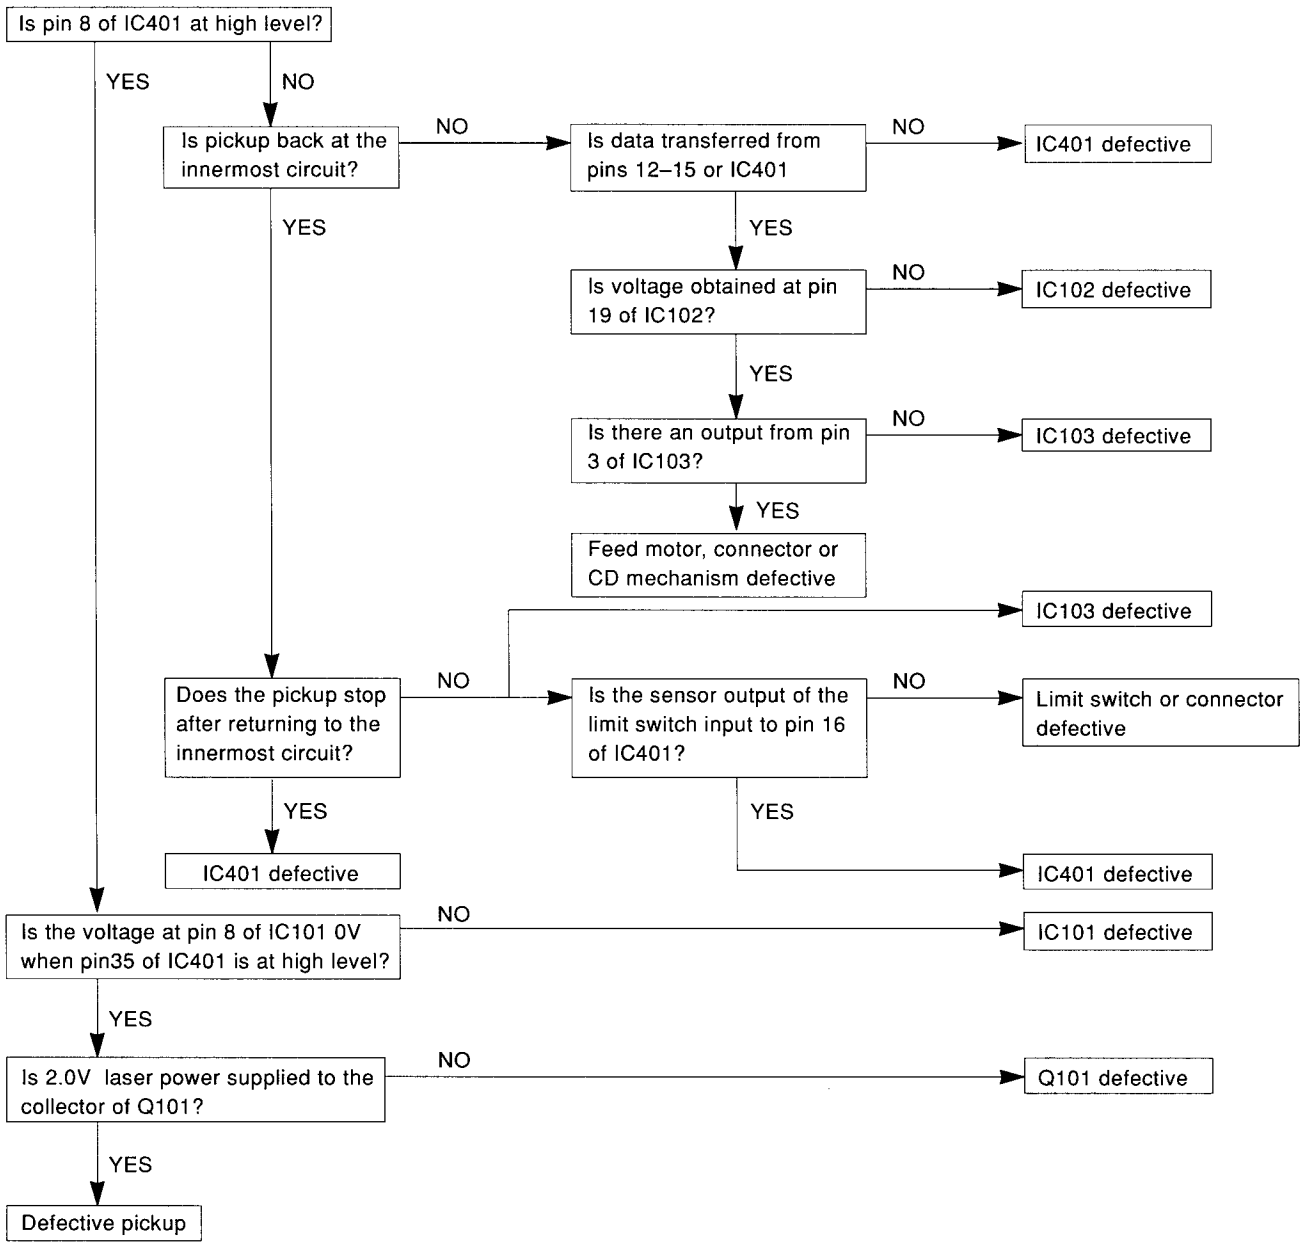 Is pin 8 of IC401 at high level?
YES
NO
Is pickup back at the
innermost circuit?
NO
Is data transferred from
pins 12–15 or IC401
NO
IC401 defective
YES
YES
Is voltage obtained at pin
19 of IC102?
NO
IC102 defective
YES
Is there an output from pin
3 of IC103?
NO
IC103 defective
YES
Feed motor, connector or
CD mechanism defective
IC103 defective
Does the pickup stop
after returning to the
innermost circuit?
NO
Is the sensor output of the
limit switch input to pin 16
of IC401?
NO
Limit switch or connector
defective
YES
YES
IC401 defective
IC401 defective
Is the voltage at pin 8 of IC101 0V
when pin35 of IC401 is at high level?
NO
IC101 defective
YES
Is 2.0V laser power supplied to the
collector of Q101?
NO
Q101 defective
YES
Defective pickup